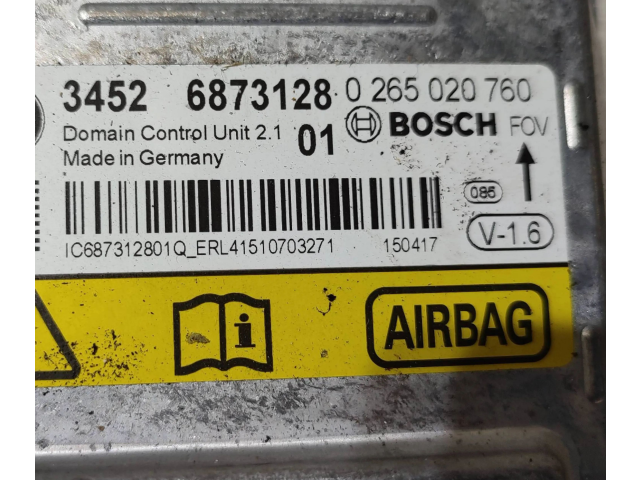 3452 6873128 0 265 020 760
Domain Control Unit 2.1 01 BOSCH FOV
Made in Germany
086
V-1.6
IC687312801Q_ERL41510703271 150417
i AIRBAG